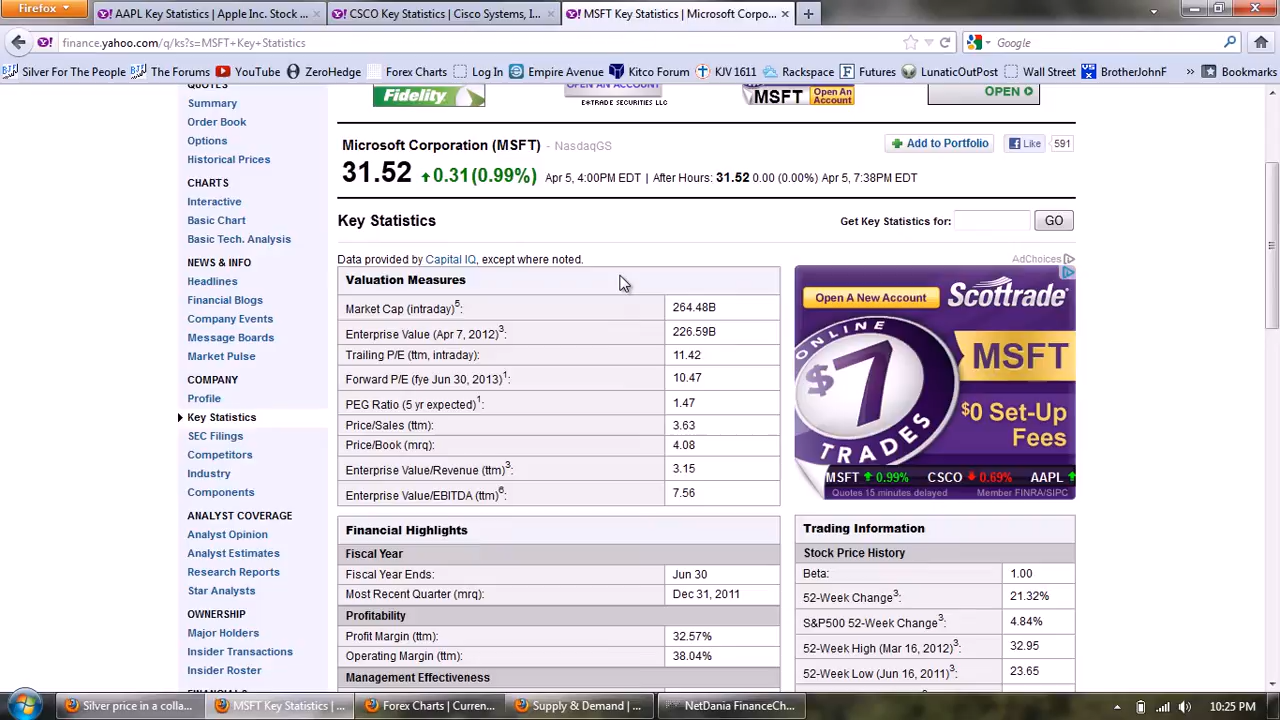 Firefox
AAPL Key Statistics | Apple Inc. Stock ...
CSCO Key Statistics | Cisco Systems, I...
MSFT Key Statistics | Microsoft Corpo...
finance.yahoo.com/q/ks?s=MSFT+Key+Statistics
Google
Silver For The People
The Forums
YouTube
ZeroHedge
Forex Charts
Log In
Empire Avenue
Kitco Forum
KJV 1611
Rackspace
Futures
LunaticOutPost
Wall Street
BrotherJohnF
»
Bookmarks
QUOTES
Summary
Order Book
Options
Historical Prices
CHARTS
Interactive
Basic Chart
Basic Tech. Analysis
NEWS & INFO
Headlines
Financial Blogs
Company Events
Message Boards
Market Pulse
COMPANY
Profile
Key Statistics
SEC Filings
Competitors
Industry
Components
ANALYST COVERAGE
Analyst Opinion
Analyst Estimates
Research Reports
Star Analysts
OWNERSHIP
Major Holders
Insider Transactions
Insider Roster
FINANCIALS
Fidelity
OPEN AN ACCOUNT
E*TRADE SECURITIES LLC
MSFT Open An Account
OPEN
Microsoft Corporation (MSFT) - NasdaqGS
Add to Portfolio
Like 591
31.52 0.31(0.99%) Apr 5, 4:00PM EDT | After Hours: 31.52 0.00 (0.00%) Apr 5, 7:38PM EDT
Key Statistics
Get Key Statistics for: GO
Data provided by Capital IQ, except where noted.
Valuation Measures
Market Cap (intraday)5: 264.48B
Enterprise Value (Apr 7, 2012)3: 226.59B
Trailing P/E (ttm, intraday): 11.42
Forward P/E (fye Jun 30, 2013)1: 10.47
PEG Ratio (5 yr expected)1: 1.47
Price/Sales (ttm): 3.63
Price/Book (mrq): 4.08
Enterprise Value/Revenue (ttm)3: 3.15
Enterprise Value/EBITDA (ttm)6: 7.56
Financial Highlights
Fiscal Year
Fiscal Year Ends: Jun 30
Most Recent Quarter (mrq): Dec 31, 2011
Profitability
Profit Margin (ttm): 32.57%
Operating Margin (ttm): 38.04%
Management Effectiveness
AdChoices
Open A New Account
Scottrade
ONLINE
$7
TRADES
MSFT
$0 Set-Up
Fees
MSFT 0.99% CSCO 0.69% AAPL
Quotes 15 minutes delayed Member FINRA/SIPC
Trading Information
Stock Price History
Beta: 1.00
52-Week Change3: 21.32%
S&P500 52-Week Change3: 4.84%
52-Week High (Mar 16, 2012)3: 32.95
52-Week Low (Jun 16, 2011)3: 23.65
Silver price in a colla...
MSFT Key Statistics | ...
Forex Charts | Curren...
Supply & Demand | ...
NetDania FinanceCh...
10:25 PM